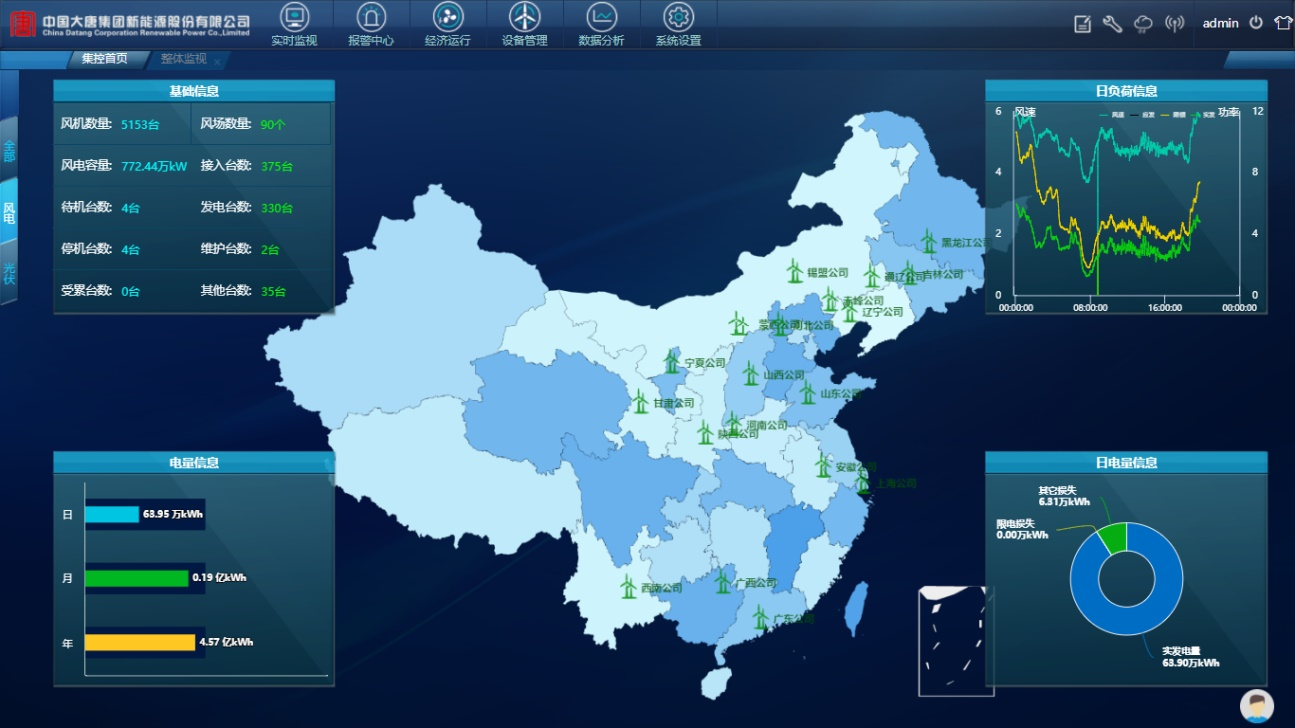 中国大唐集团新能源股份有限公司
China Datang Corporation Renewable Power Co.,Limited
实时监视 报警中心 经济运行 设备管理 数据分析 系统设置
admin
集控首页 整体监视 ×
全部
风电
光伏
基础信息
风机数量: 5153台 风场数量: 90个
风电容量: 772.44万kW 接入台数: 375台
待机台数: 4台 发电台数: 330台
停机台数: 4台 维护台数: 2台
受累台数: 0台 其他台数: 35台
日负荷信息
风速 功率
6 12
4 8
2 4
0 0
00:00:00 08:00:00 16:00:00 00:00:00
黑龙江公司
锡盟公司
通辽公司
吉林公司
赤峰公司
辽宁公司
蒙西公司
河北公司
宁夏公司
山西公司
山东公司
甘肃公司
河南公司
陕西公司
安徽公司
上海公司
西南公司
广西公司
广东公司
电量信息
日 63.95 万kWh
月 0.19 亿kWh
年 4.57 亿kWh
日电量信息
其它损失
6.31万kWh
限电损失
0.00万kWh
实发电量
63.90万kWh